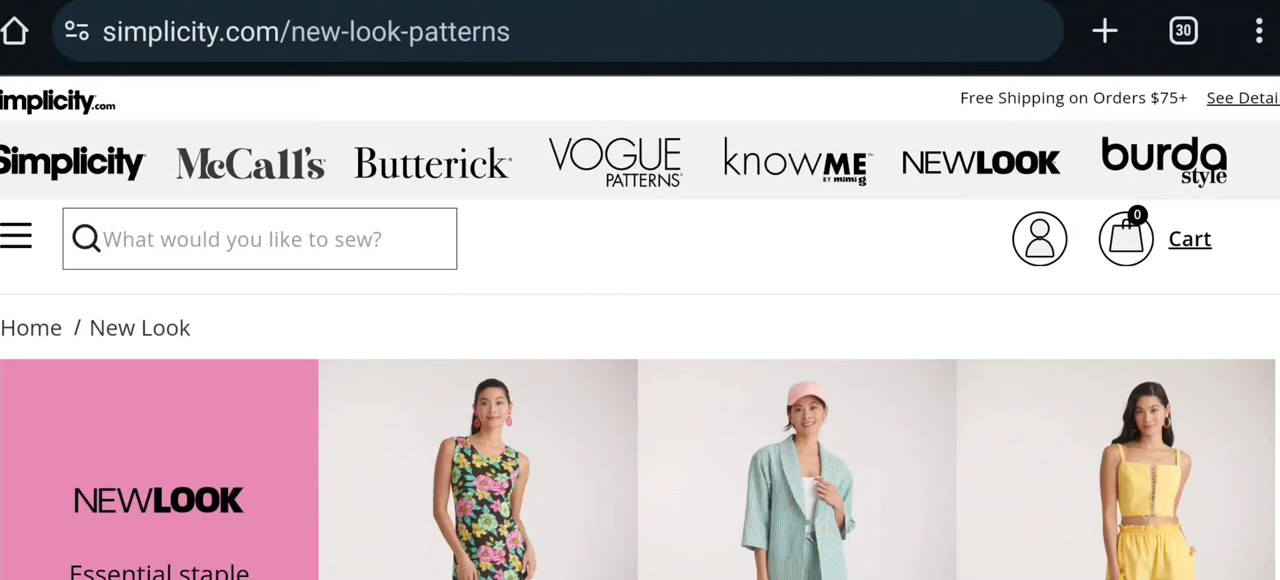 simplicity.com/new-look-patterns
30
implicity.com
Free Shipping on Orders $75+ See Detai
Simplicity McCall's Butterick VOGUE PATTERNS knowME BY mimi g NEWLOOK burda style
What would you like to sew?
0
Cart
Home / New Look
NEWLOOK
Essential staple